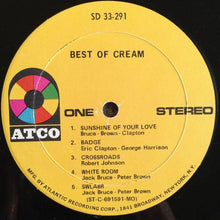 SD 33-291
BEST OF CREAM
ONE STEREO
ATCO
1. SUNSHINE OF YOUR LOVE
Bruce - Brown - Clapton
2. BADGE
Eric Clapton - George Harrison
3. CROSSROADS
Robert Johnson
4. WHITE ROOM
Jack Bruce - Peter Brown
5. SWLABR
Jack Bruce - Peter Brown
(ST-C-691591-MO)
MFG. BY ATLANTIC RECORDING CORP., 1841 BROADWAY, NEW YORK, N.Y.